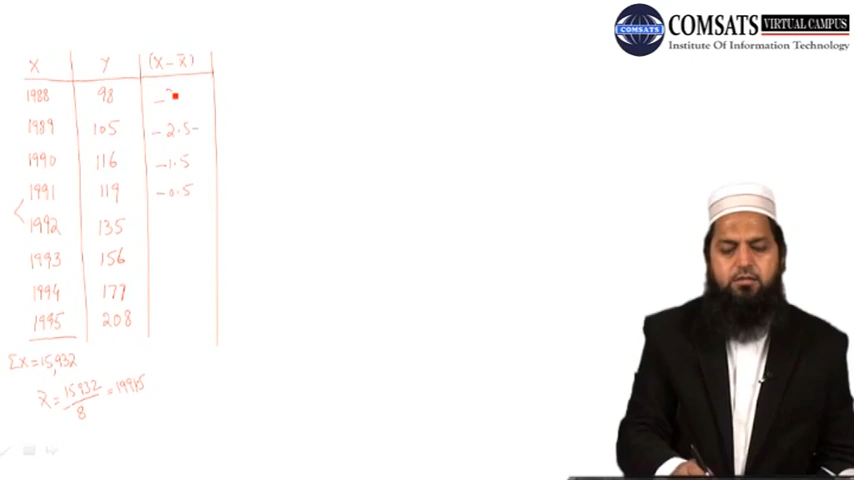 COMSATS VIRTUAL CAMPUS
COMSATS
Institute Of Information Technology
X Y (X - X̄)
1988 98 -
1989 105 -2.5-
1990 116 -1.5
1991 119 -0.5
1992 135
1993 156
1994 177
1995 208
ΣX = 15,932
X̄ = 15932/8 = 1991.5